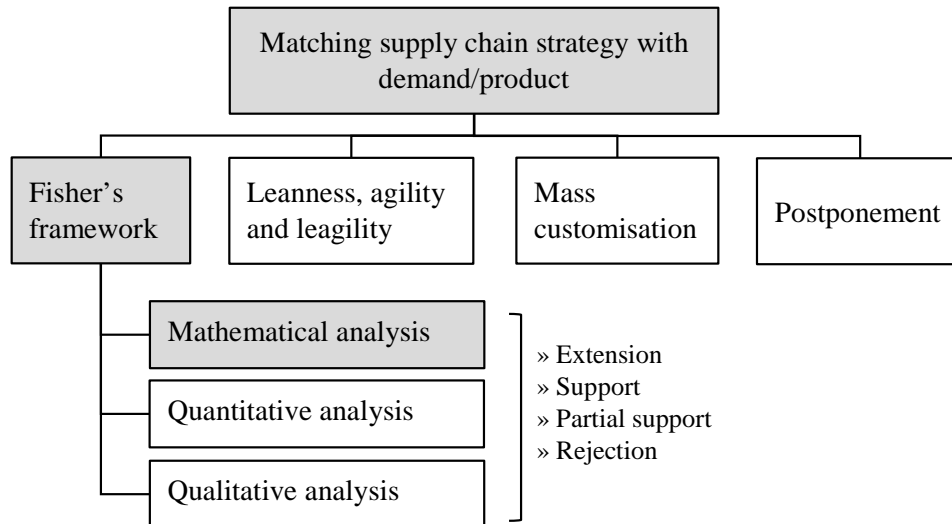 Matching supply chain strategy with
demand/product
Fisher’s
framework
Leanness, agility
and leagility
Mass
customisation
Postponement
Mathematical analysis
Quantitative analysis
Qualitative analysis
» Extension
» Support
» Partial support
» Rejection